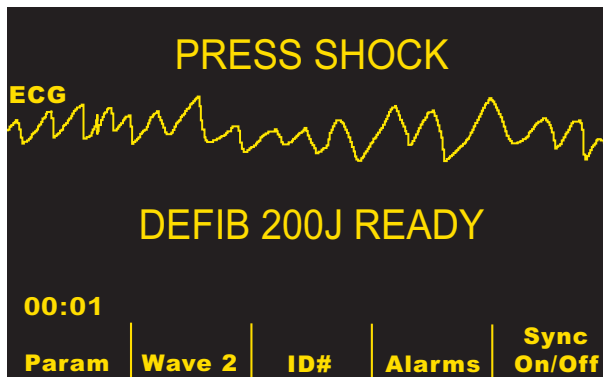 PRESS SHOCK
ECG
DEFIB 200J READY
00:01
Param Wave 2 ID# Alarms Sync On/Off